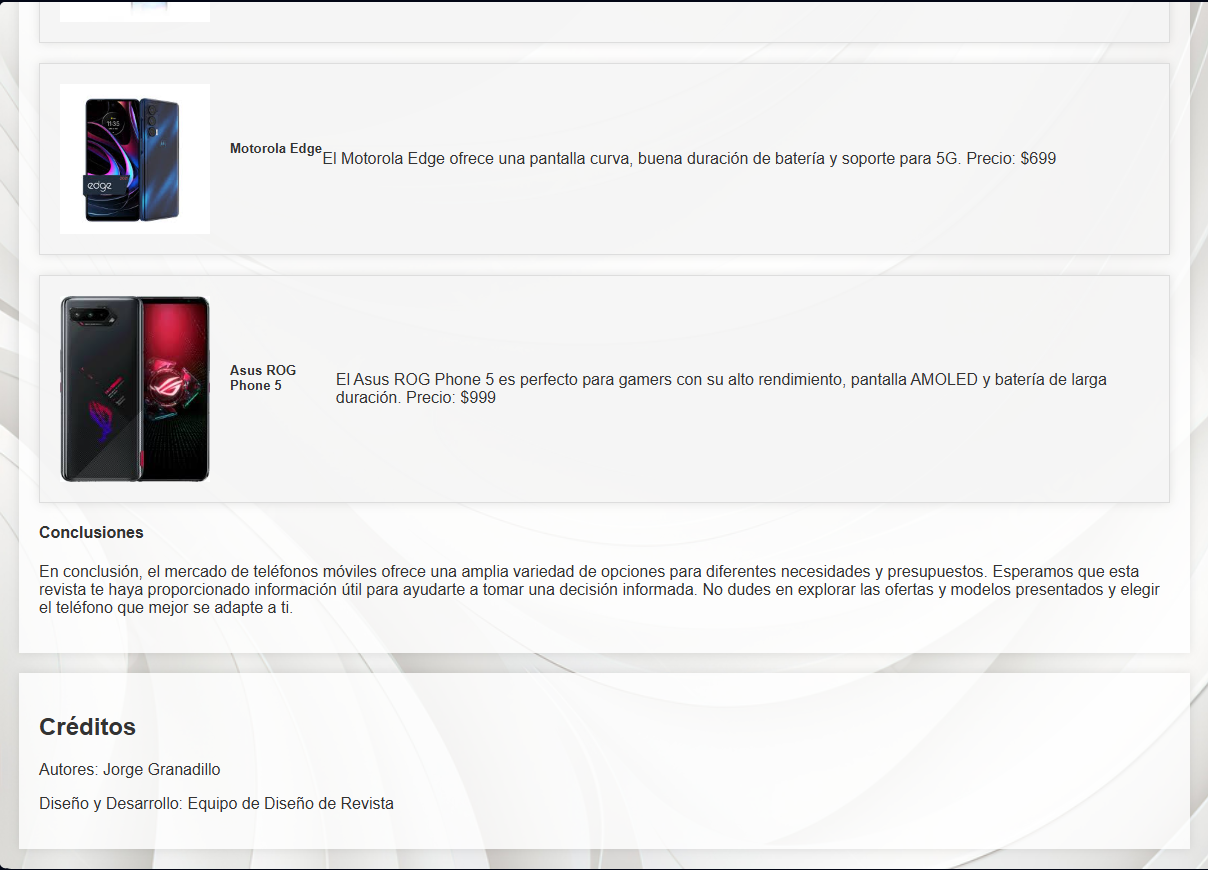 11:35
edge
Motorola Edge
El Motorola Edge ofrece una pantalla curva, buena duración de batería y soporte para 5G. Precio: $699
Asus ROG
Phone 5
El Asus ROG Phone 5 es perfecto para gamers con su alto rendimiento, pantalla AMOLED y batería de larga
duración. Precio: $999
Conclusiones
En conclusión, el mercado de teléfonos móviles ofrece una amplia variedad de opciones para diferentes necesidades y presupuestos. Esperamos que esta
revista te haya proporcionado información útil para ayudarte a tomar una decisión informada. No dudes en explorar las ofertas y modelos presentados y elegir
el teléfono que mejor se adapte a ti.
Créditos
Autores: Jorge Granadillo
Diseño y Desarrollo: Equipo de Diseño de Revista